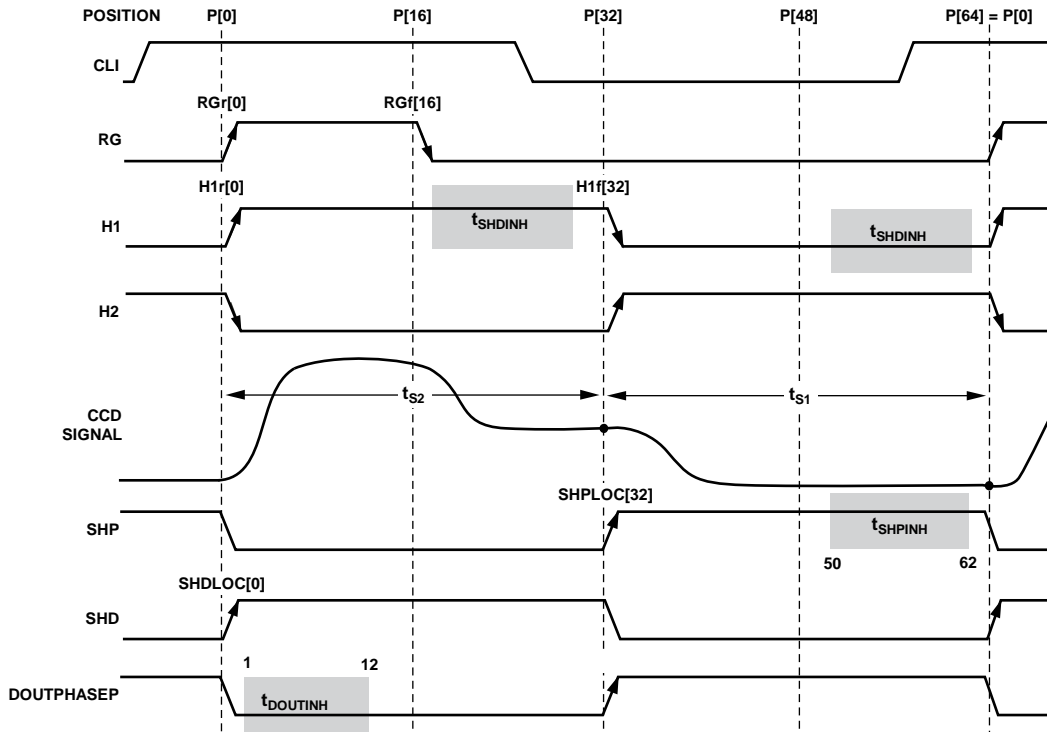 POSITION P[0] P[16] P[32] P[48] P[64] = P[0]
CLI
RGr[0] RGf[16]
RG
H1r[0] H1f[32]
H1 tSHDINH tSHDINH
H2
tS2 tS1
CCD
SIGNAL
SHPLOC[32]
SHP tSHPINH
50 62
SHDLOC[0]
SHD
1 12
DOUTPHASEP tDOUTINH